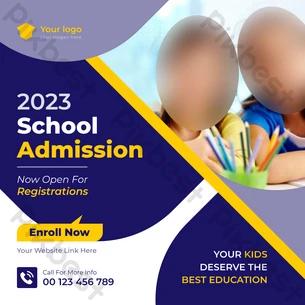 Your logo
2023
School
Admission
Now Open For
Registrations
Enroll Now
Your Website Link Here
Call For More Info
00 123 456 789
YOUR KIDS
DESERVE THE
BEST EDUCATION